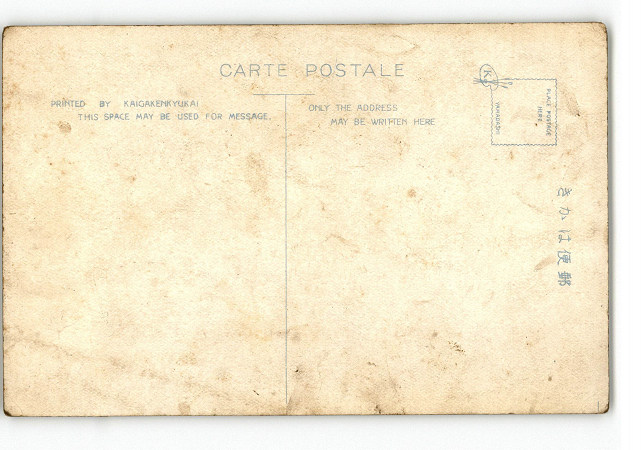 CARTE POSTALE
PRINTED BY KAIGAKENKYUKAI
THIS SPACE MAY BE USED FOR MESSAGE.
ONLY THE ADDRESS
MAY BE WRITTEN HERE
K
YAMADASHI
PLACE POSTAGE
HERE
きかは便郵